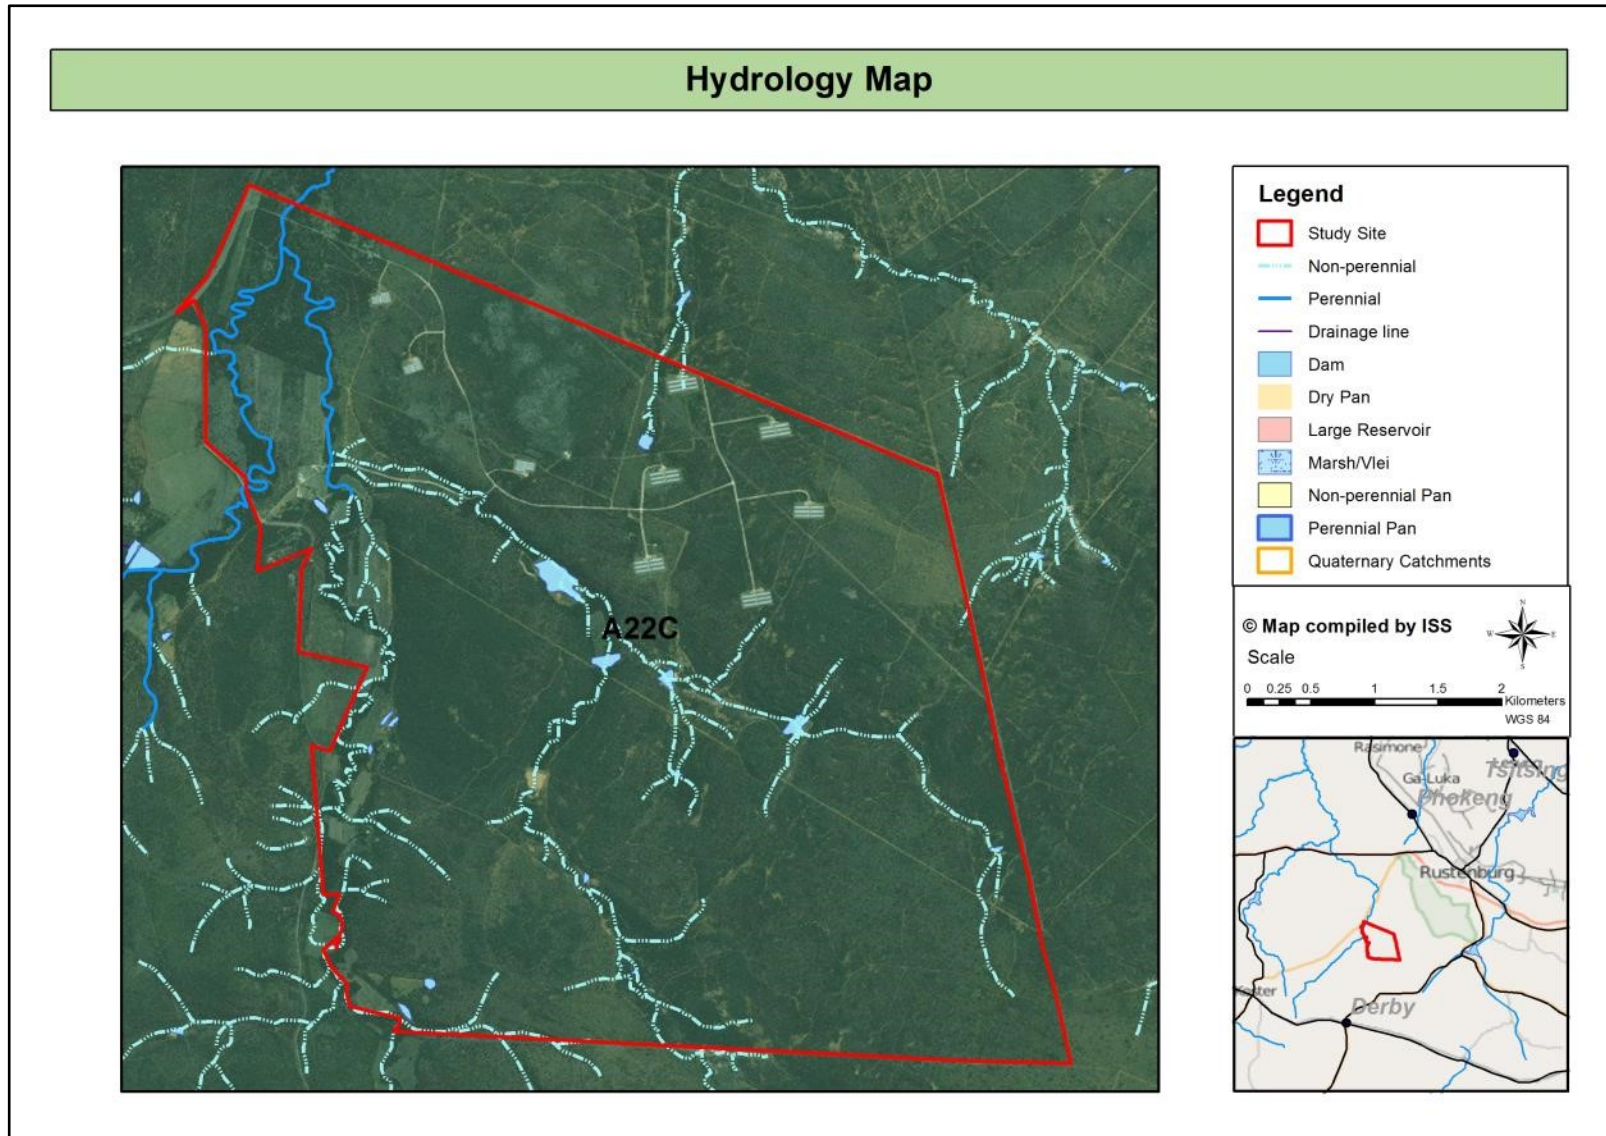 Hydrology Map
A22C
Legend
Study Site
Non-perennial
Perennial
Drainage line
Dam
Dry Pan
Large Reservoir
Marsh/Vlei
Non-perennial Pan
Perennial Pan
Quaternary Catchments
© Map compiled by ISS
N
W
E
S
Scale
0 0.25 0.5 1 1.5 2
Kilometers
WGS 84
Rasimone
Ga-Luka
Phokeng
Rustenburg
Derby